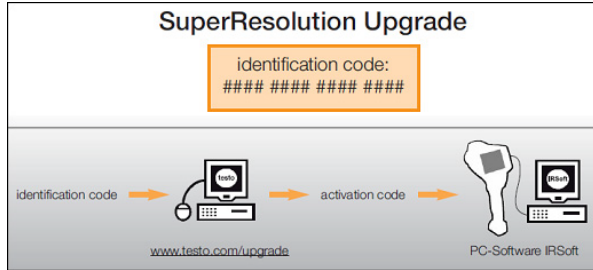 SuperResolution Upgrade
identification code:
#### #### #### ####
identification code
testo
activation code
IRSoft
www.testo.com/upgrade
PC-Software IRSoft